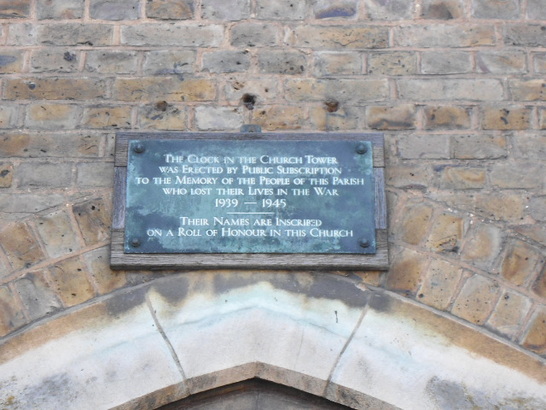 The Clock in the Church Tower
was Erected by Public Subscription
to the Memory of the People of this Parish
who lost their Lives in the War
1939 — 1945
Their Names are Inscribed
on a Roll of Honour in this Church